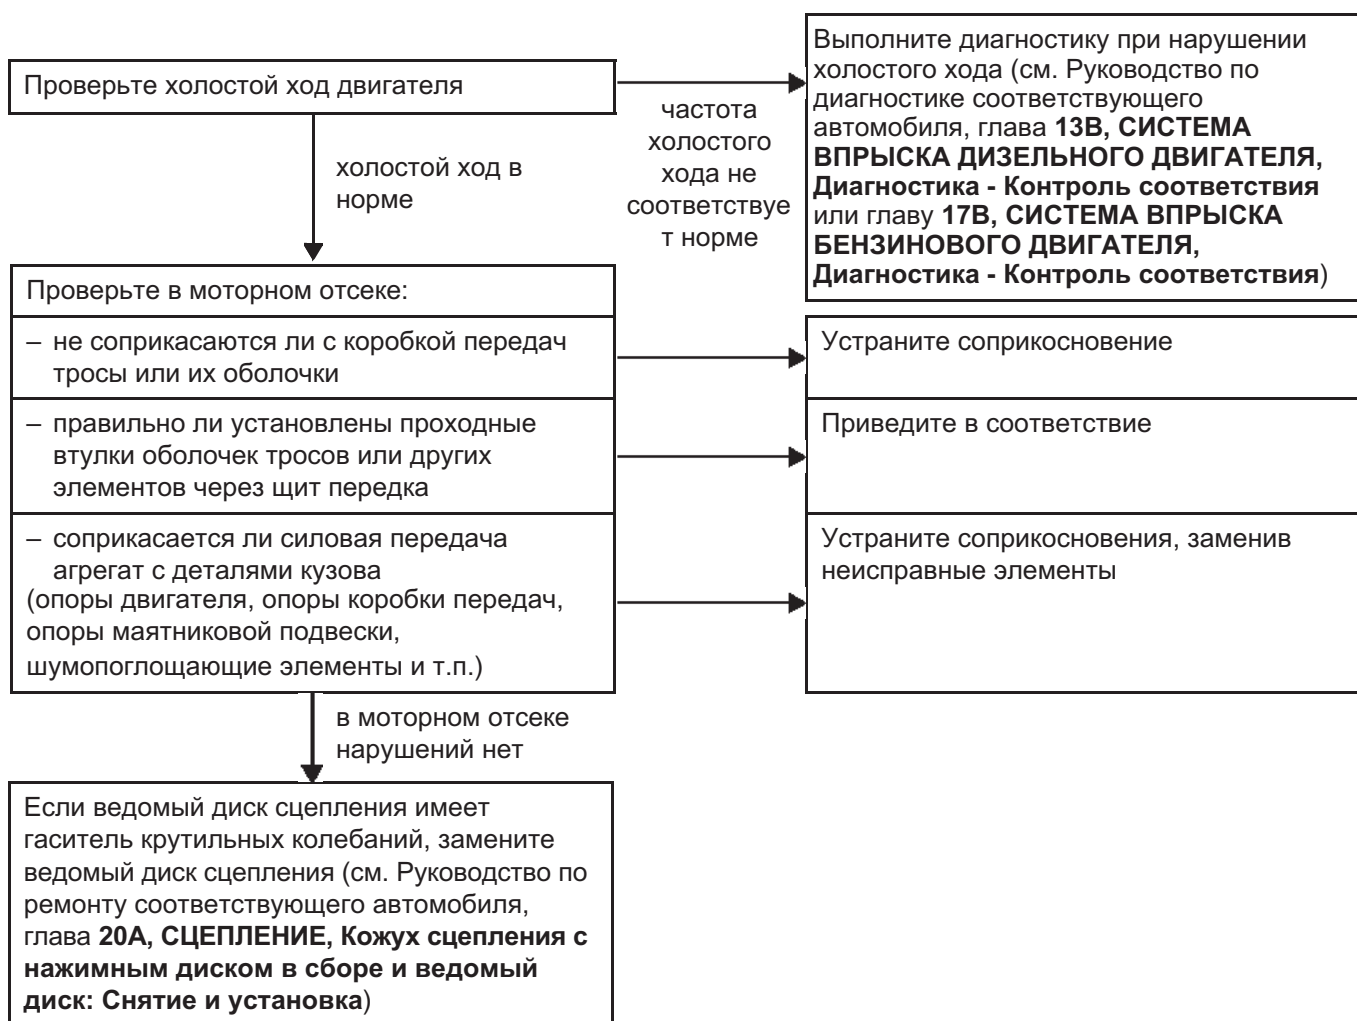 Проверьте холостой ход двигателя
частота
холостого
хода не
соответствуе
т норме
Выполните диагностику при нарушении
холостого хода (см. Руководство по
диагностике соответствующего
автомобиля, глава 13B, СИСТЕМА
ВПРЫСКА ДИЗЕЛЬНОГО ДВИГАТЕЛЯ,
Диагностика - Контроль соответствия
или главу 17B, СИСТЕМА ВПРЫСКА
БЕНЗИНОВОГО ДВИГАТЕЛЯ,
Диагностика - Контроль соответствия)
холостой ход в
норме
Проверьте в моторном отсеке:
– не соприкасаются ли с коробкой передач
тросы или их оболочки
Устраните соприкосновение
– правильно ли установлены проходные
втулки оболочек тросов или других
элементов через щит передка
Приведите в соответствие
– соприкасается ли силовая передача
агрегат с деталями кузова
(опоры двигателя, опоры коробки передач,
опоры маятниковой подвески,
шумопоглощающие элементы и т.п.)
Устраните соприкосновения, заменив
неисправные элементы
в моторном отсеке
нарушений нет
Если ведомый диск сцепления имеет
гаситель крутильных колебаний, замените
ведомый диск сцепления (см. Руководство по
ремонту соответствующего автомобиля,
глава 20A, СЦЕПЛЕНИЕ, Кожух сцепления с
нажимным диском в сборе и ведомый
диск: Снятие и установка)